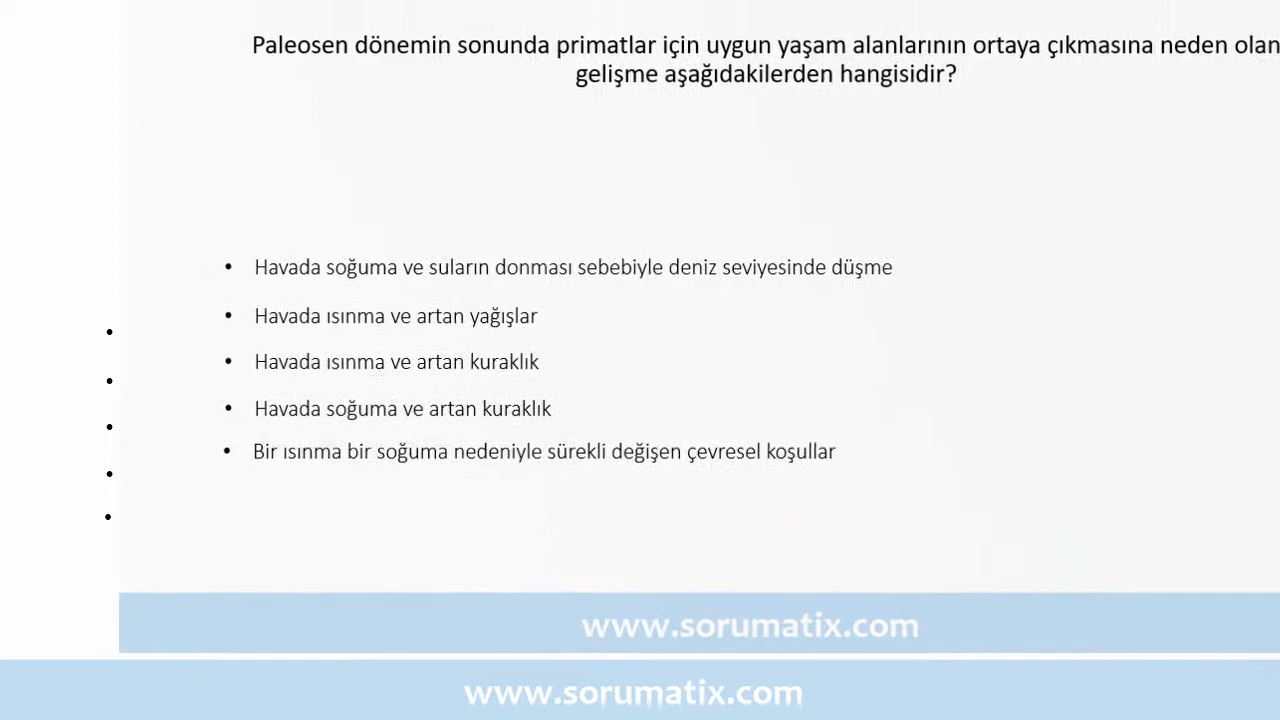 Paleosen dönemin sonunda primatlar için uygun yaşam alanlarının ortaya çıkmasına neden olan
gelişme aşağıdakilerden hangisidir?
• Havada soğuma ve suların donması sebebiyle deniz seviyesinde düşme
• Havada ısınma ve artan yağışlar
• Havada ısınma ve artan kuraklık
• Havada soğuma ve artan kuraklık
• Bir ısınma bir soğuma nedeniyle sürekli değişen çevresel koşullar
www.sorumatix.com
www.sorumatix.com